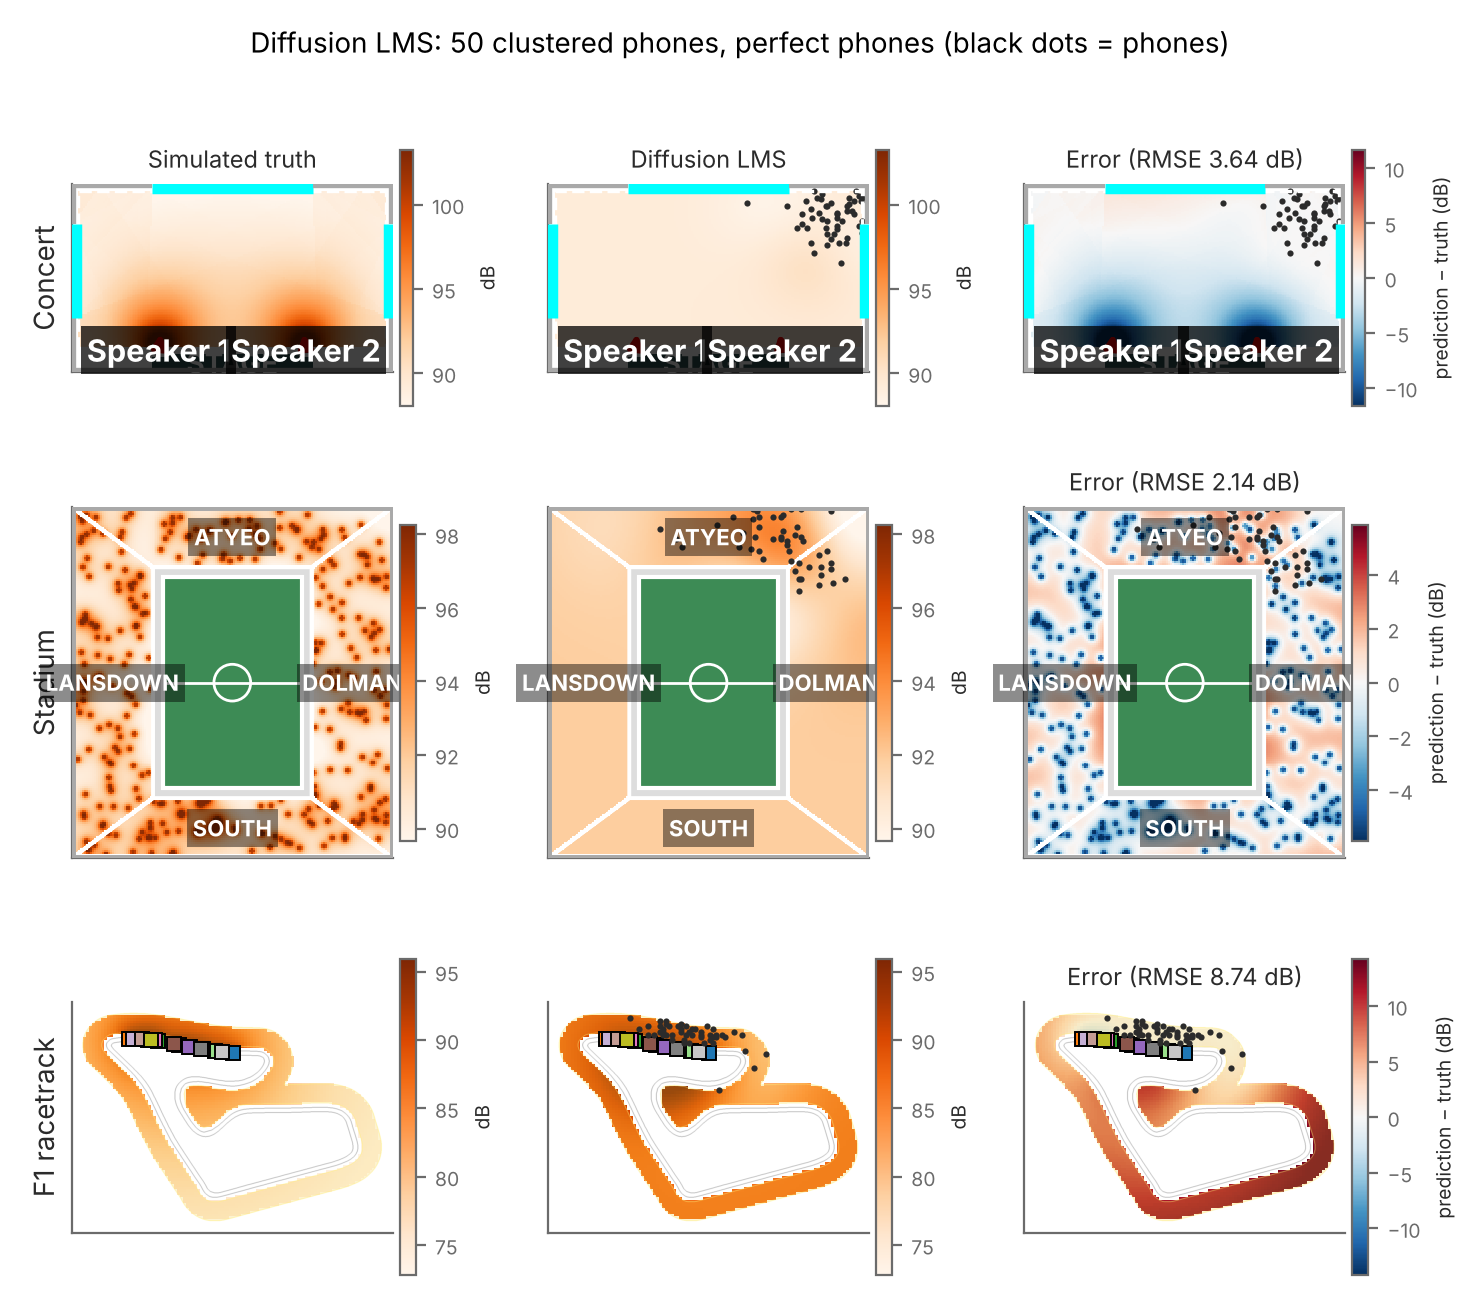 Diffusion LMS: 50 clustered phones, perfect phones (black dots = phones)
Simulated truth
Diffusion LMS
Error (RMSE 3.64 dB)
Concert
Speaker 1
Speaker 2
100
95
90
dB
Speaker 1
Speaker 2
100
95
90
dB
Speaker 1
Speaker 2
10
5
0
−5
−10
prediction − truth (dB)
Error (RMSE 2.14 dB)
Stadium
ATYEO
LANSDOWN
DOLMAN
SOUTH
98
96
94
92
90
dB
ATYEO
LANSDOWN
DOLMAN
SOUTH
98
96
94
92
90
dB
ATYEO
LANSDOWN
DOLMAN
SOUTH
4
2
0
−2
−4
prediction − truth (dB)
Error (RMSE 8.74 dB)
F1 racetrack
95
90
85
80
75
dB
95
90
85
80
75
dB
10
5
0
−5
−10
prediction − truth (dB)